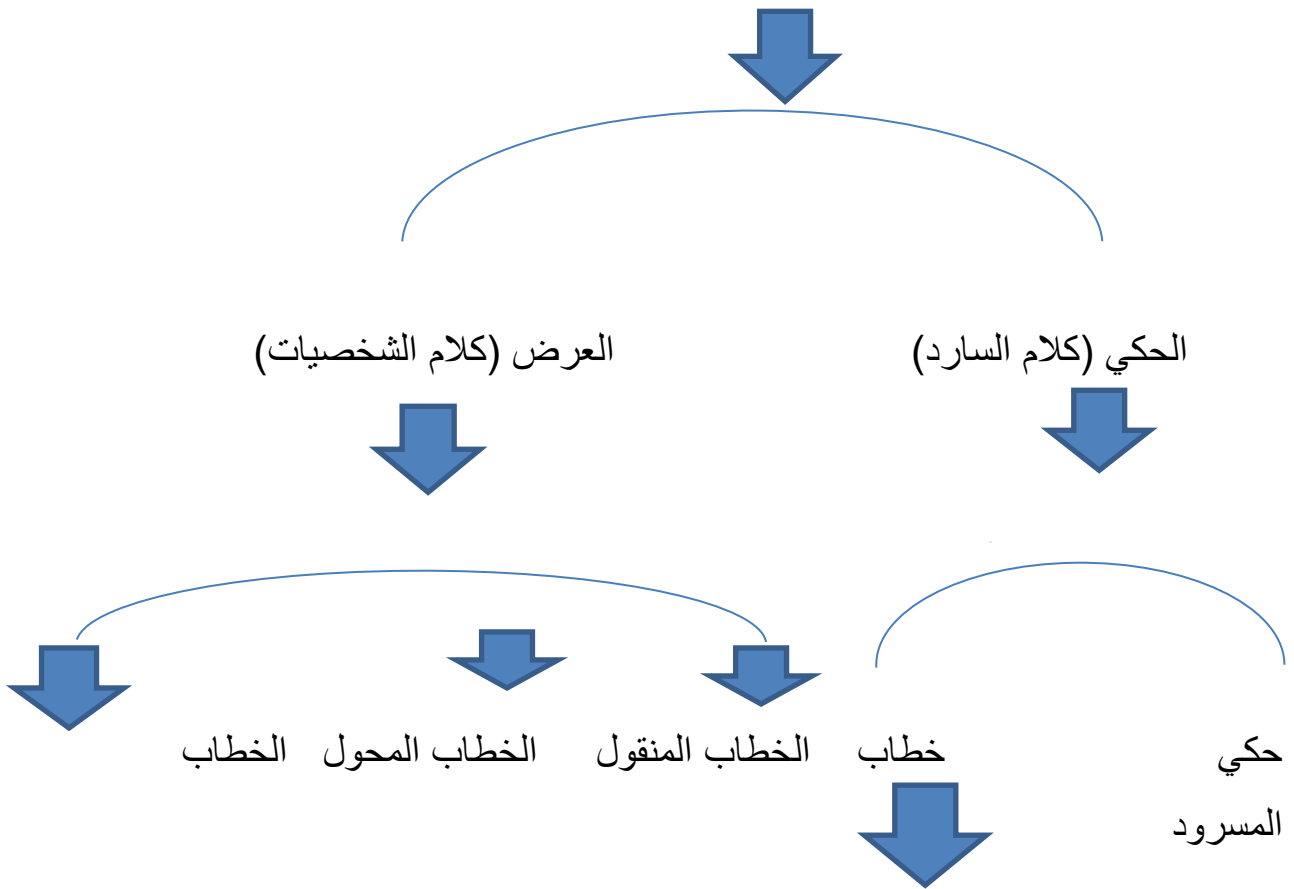 الحكي (كلام السارد) العرض (كلام الشخصيات)
حكي خطاب الخطاب المنقول الخطاب المحول الخطاب
المسرود